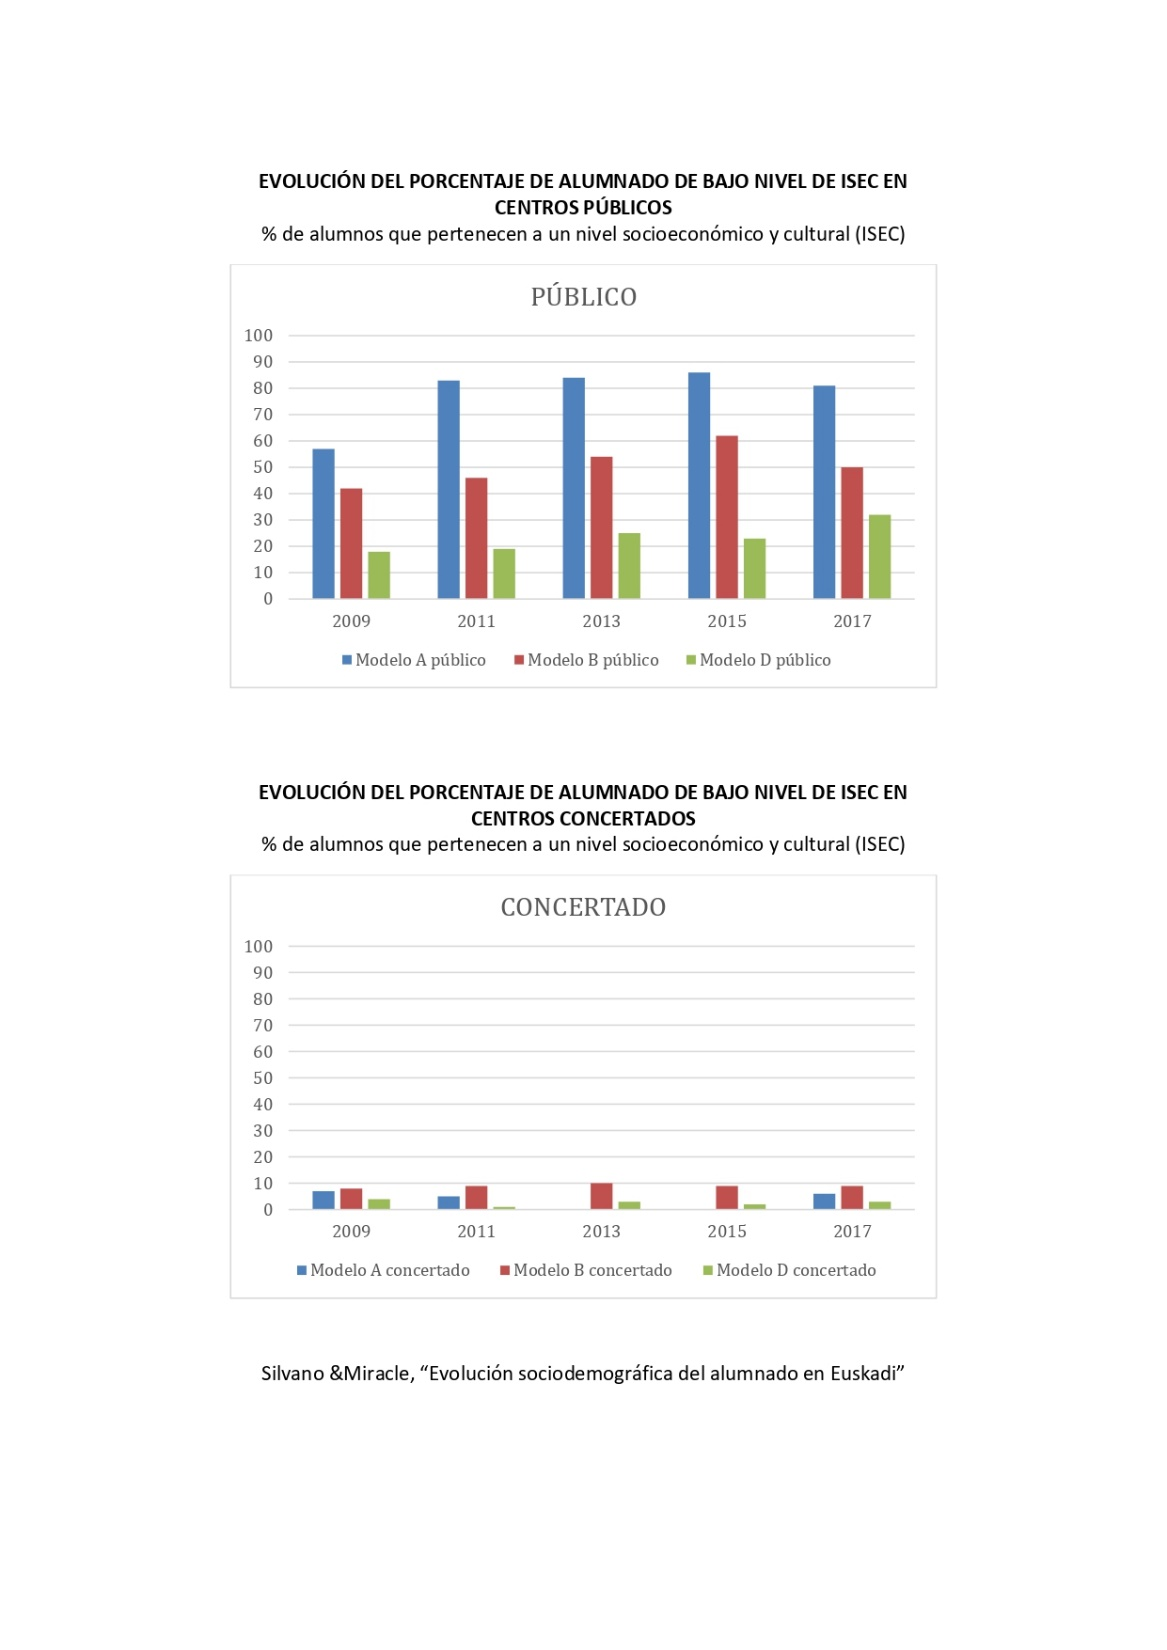 EVOLUCIÓN DEL PORCENTAJE DE ALUMNADO DE BAJO NIVEL DE ISEC EN
CENTROS PÚBLICOS
% de alumnos que pertenecen a un nivel socioeconómico y cultural (ISEC)
PÚBLICO
100
90
80
70
60
50
40
30
20
10
0
2009 2011 2013 2015 2017
Modelo A público Modelo B público Modelo D público
EVOLUCIÓN DEL PORCENTAJE DE ALUMNADO DE BAJO NIVEL DE ISEC EN
CENTROS CONCERTADOS
% de alumnos que pertenecen a un nivel socioeconómico y cultural (ISEC)
CONCERTADO
100
90
80
70
60
50
40
30
20
10
0
2009 2011 2013 2015 2017
Modelo A concertado Modelo B concertado Modelo D concertado
Silvano &Miracle, “Evolución sociodemográfica del alumnado en Euskadi”